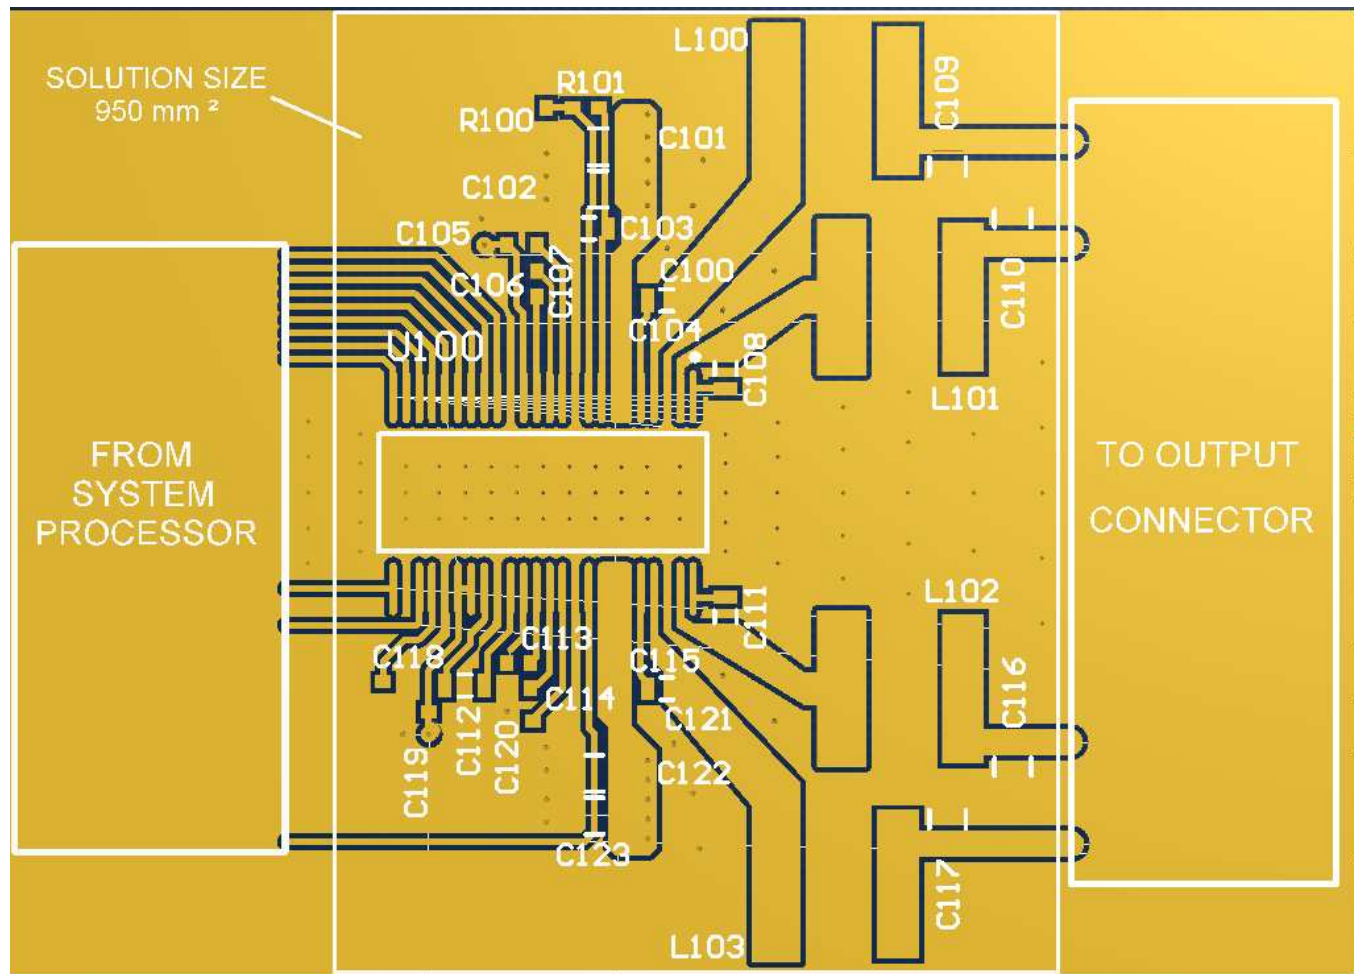 L100
SOLUTION SIZE
950 mm ²
R101
R100
C109
C101
C102
C105
C103
C106
C107
C100
C110
C104
U100
C108
L101
FROM
SYSTEM
PROCESSOR
TO OUTPUT
CONNECTOR
L102
C111
C118
C113
C115
C116
C114
C112
C120
C121
C119
C122
C123
C117
L103